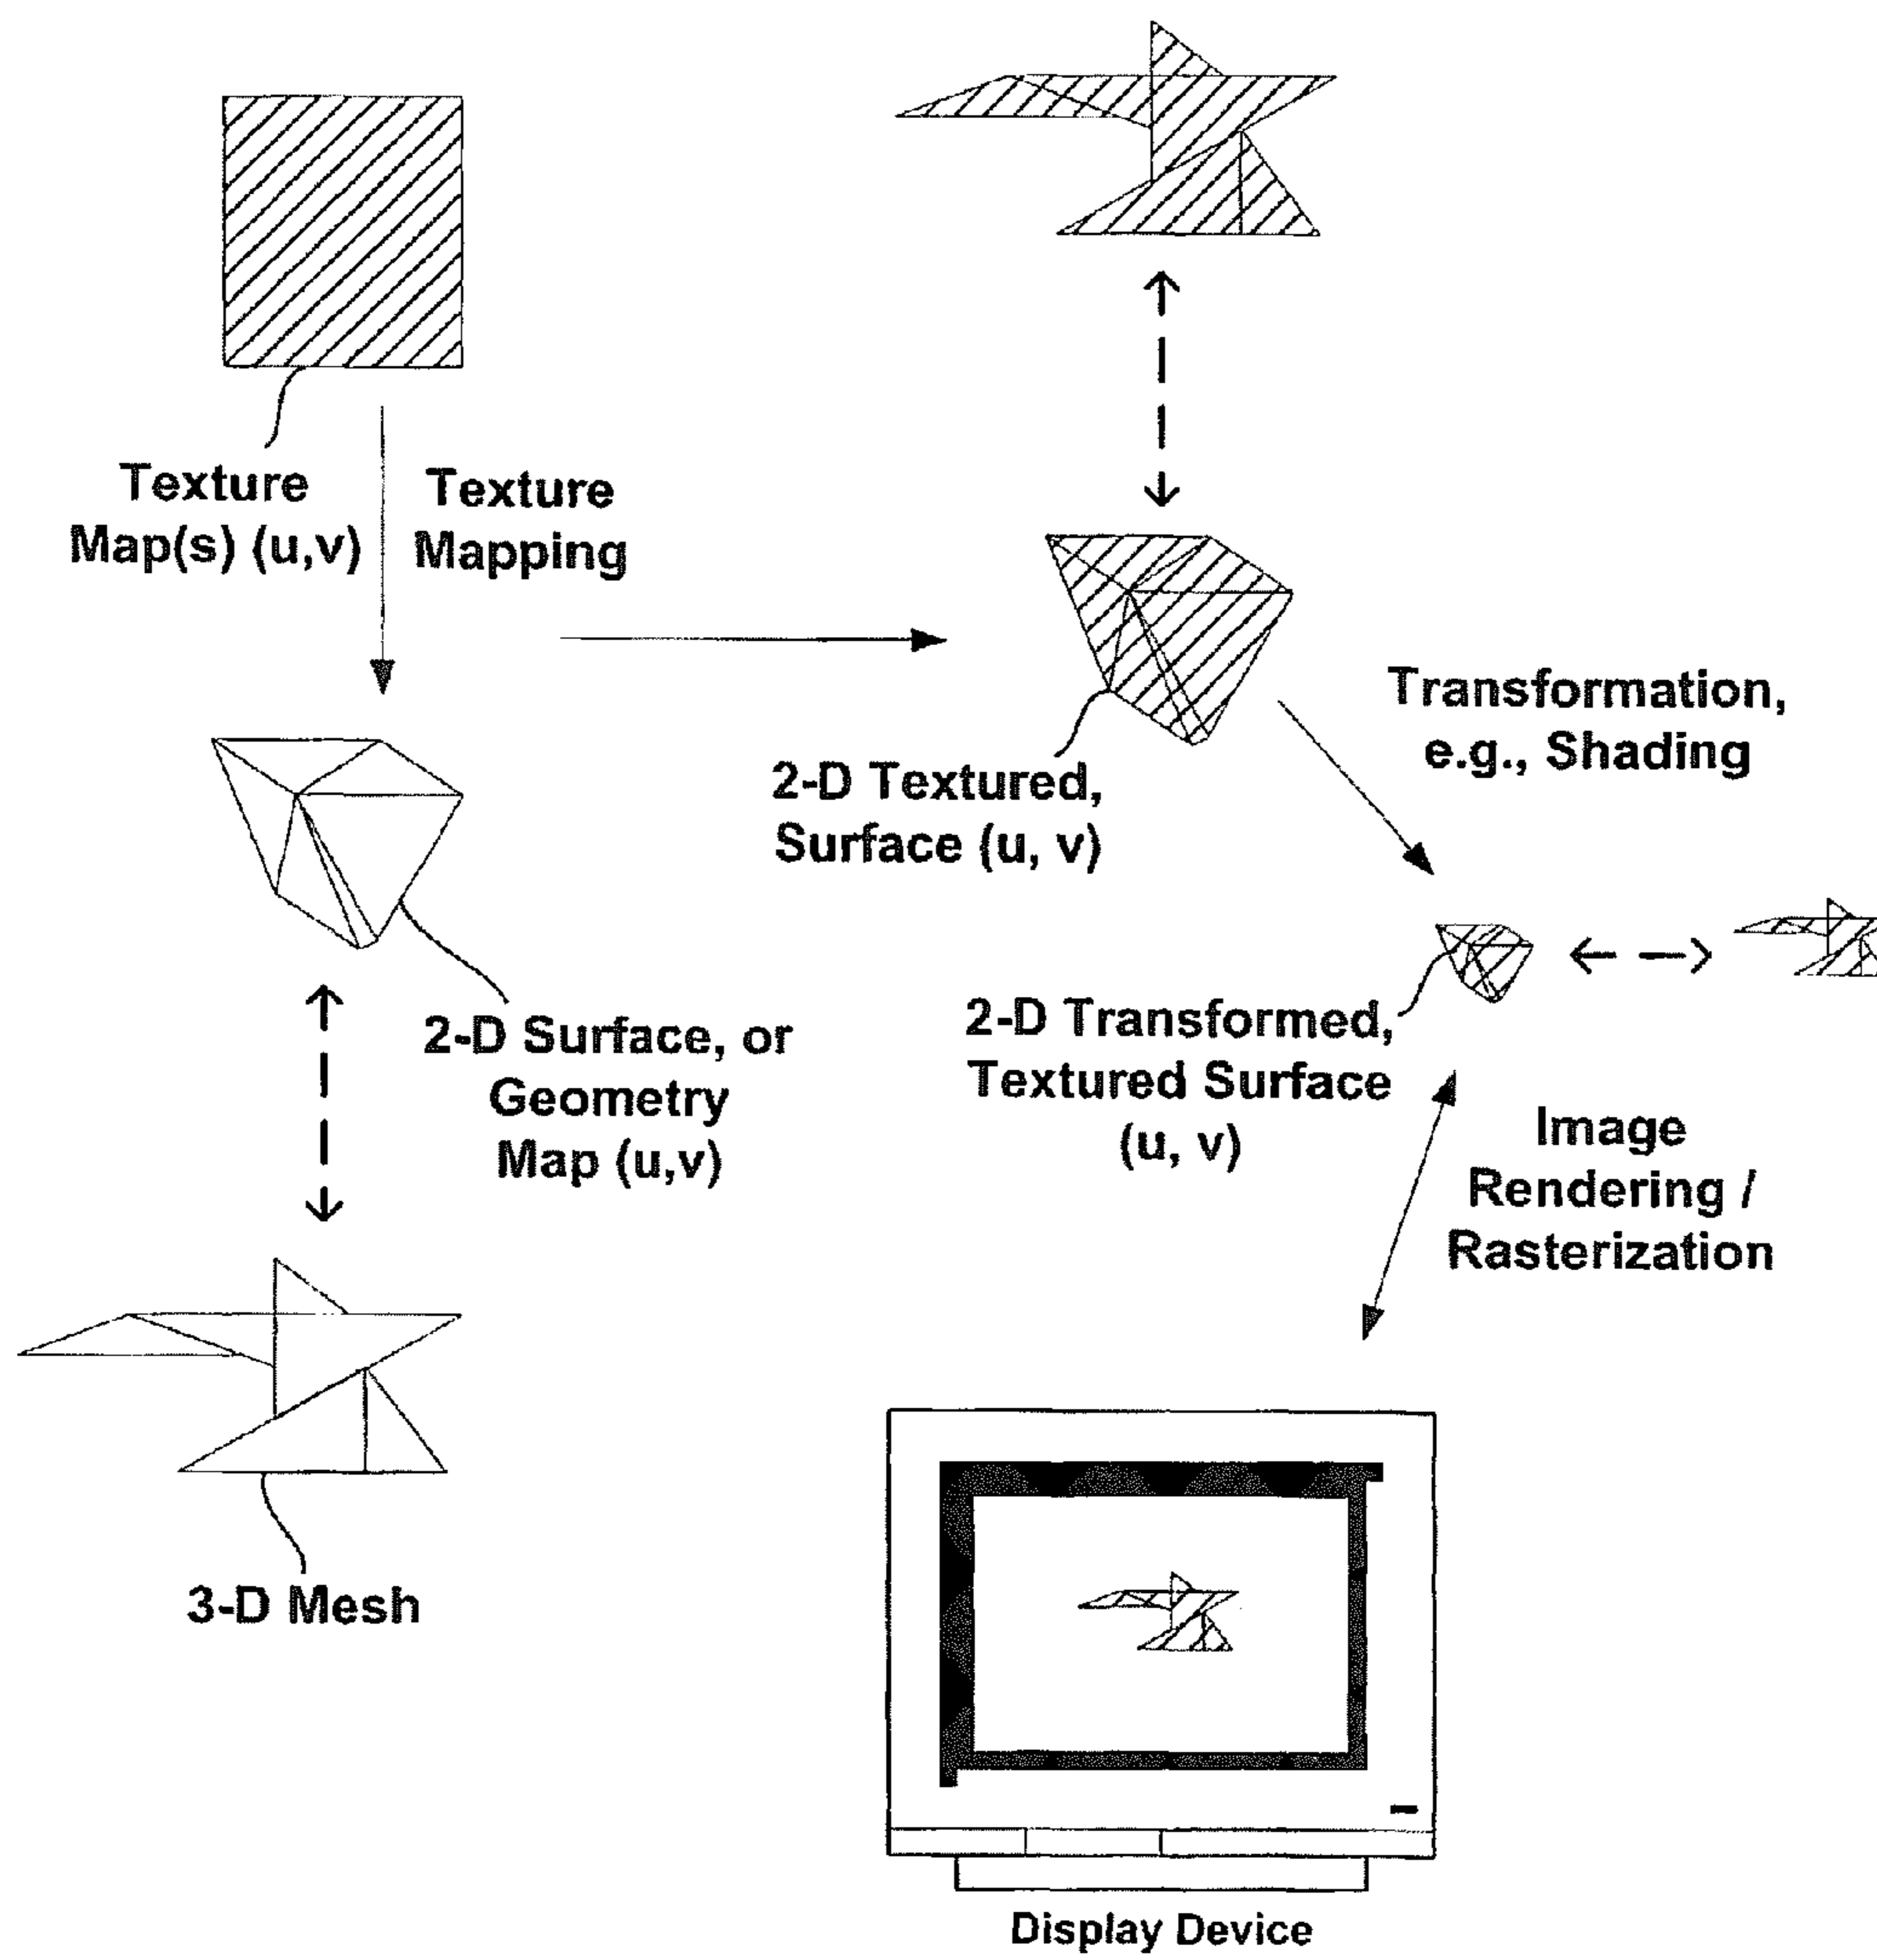 Texture
Map(s) (u,v)
Texture
Mapping
2-D Surface, or
Geometry
Map (u,v)
3-D Mesh
2-D Textured,
Surface (u, v)
Transformation,
e.g., Shading
2-D Transformed,
Textured Surface
(u, v)
Image
Rendering /
Rasterization
Display Device